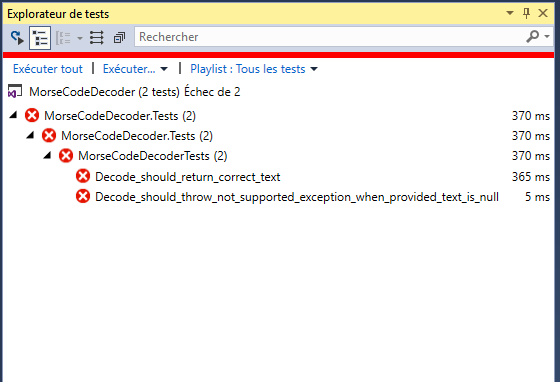 Explorateur de tests
Rechercher
Exécuter tout | Exécuter... | Playlist : Tous les tests
MorseCodeDecoder (2 tests) Échec de 2
MorseCodeDecoder.Tests (2) 370 ms
MorseCodeDecoder.Tests (2) 370 ms
MorseCodeDecoderTests (2) 370 ms
Decode_should_return_correct_text 365 ms
Decode_should_throw_not_supported_exception_when_provided_text_is_null 5 ms